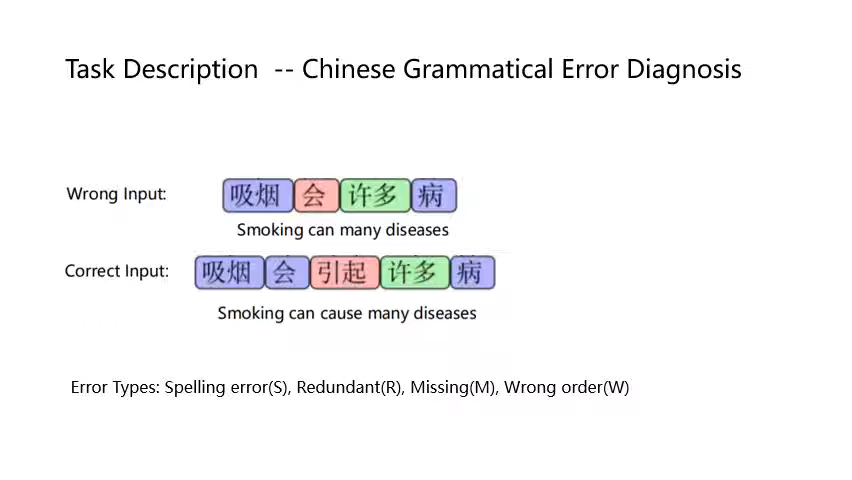 Task Description -- Chinese Grammatical Error Diagnosis
Wrong Input: 吸烟 会 许多 病
Smoking can many diseases
Correct Input: 吸烟 会 引起 许多 病
Smoking can cause many diseases
Error Types: Spelling error(S), Redundant(R), Missing(M), Wrong order(W)